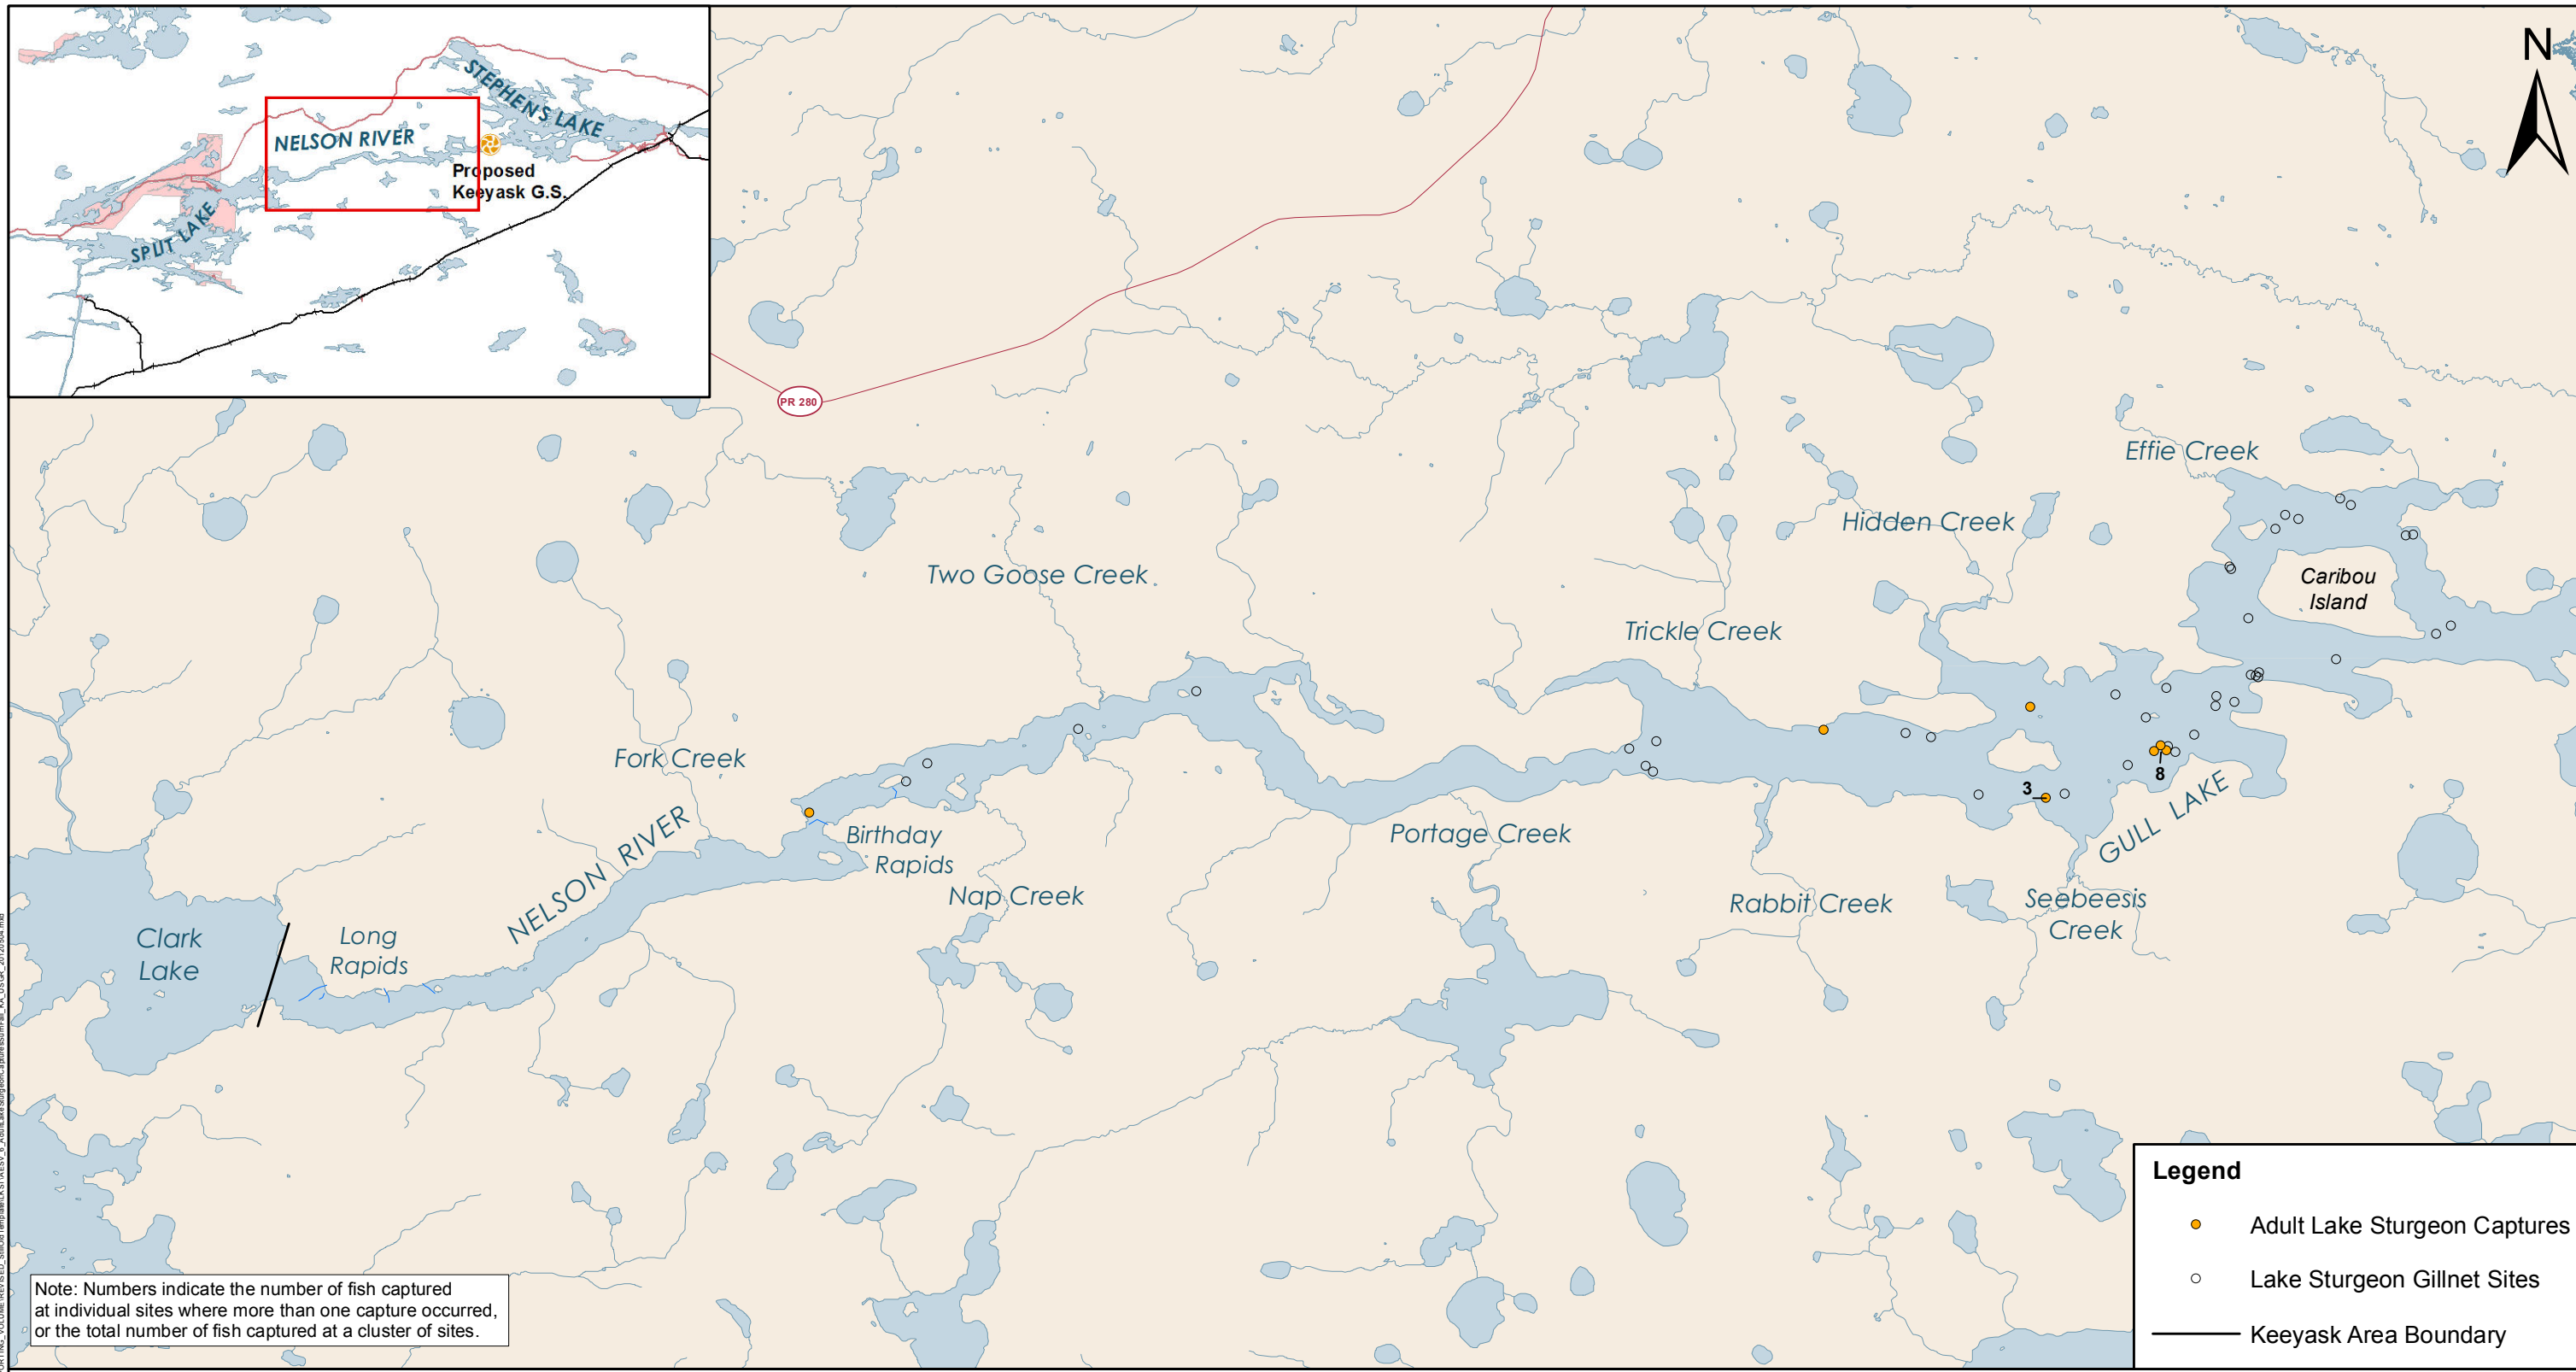 STEPHENS LAKE
NELSON RIVER
Proposed
Keeyask G.S.
SPLIT LAKE
N
PR 280
Effie Creek
Hidden Creek
Caribou
Island
Two Goose Creek
Trickle Creek
Fork Creek
Birthday
Rapids
NELSON RIVER
Portage Creek
8
3
GULL LAKE
Nap Creek
Rabbit Creek
Seebeesis
Creek
Clark
Lake
Long
Rapids
Legend
Adult Lake Sturgeon Captures
Lake Sturgeon Gillnet Sites
Keeyask Area Boundary
Note: Numbers indicate the number of fish captured
at individual sites where more than one capture occurred,
or the total number of fish captured at a cluster of sites.